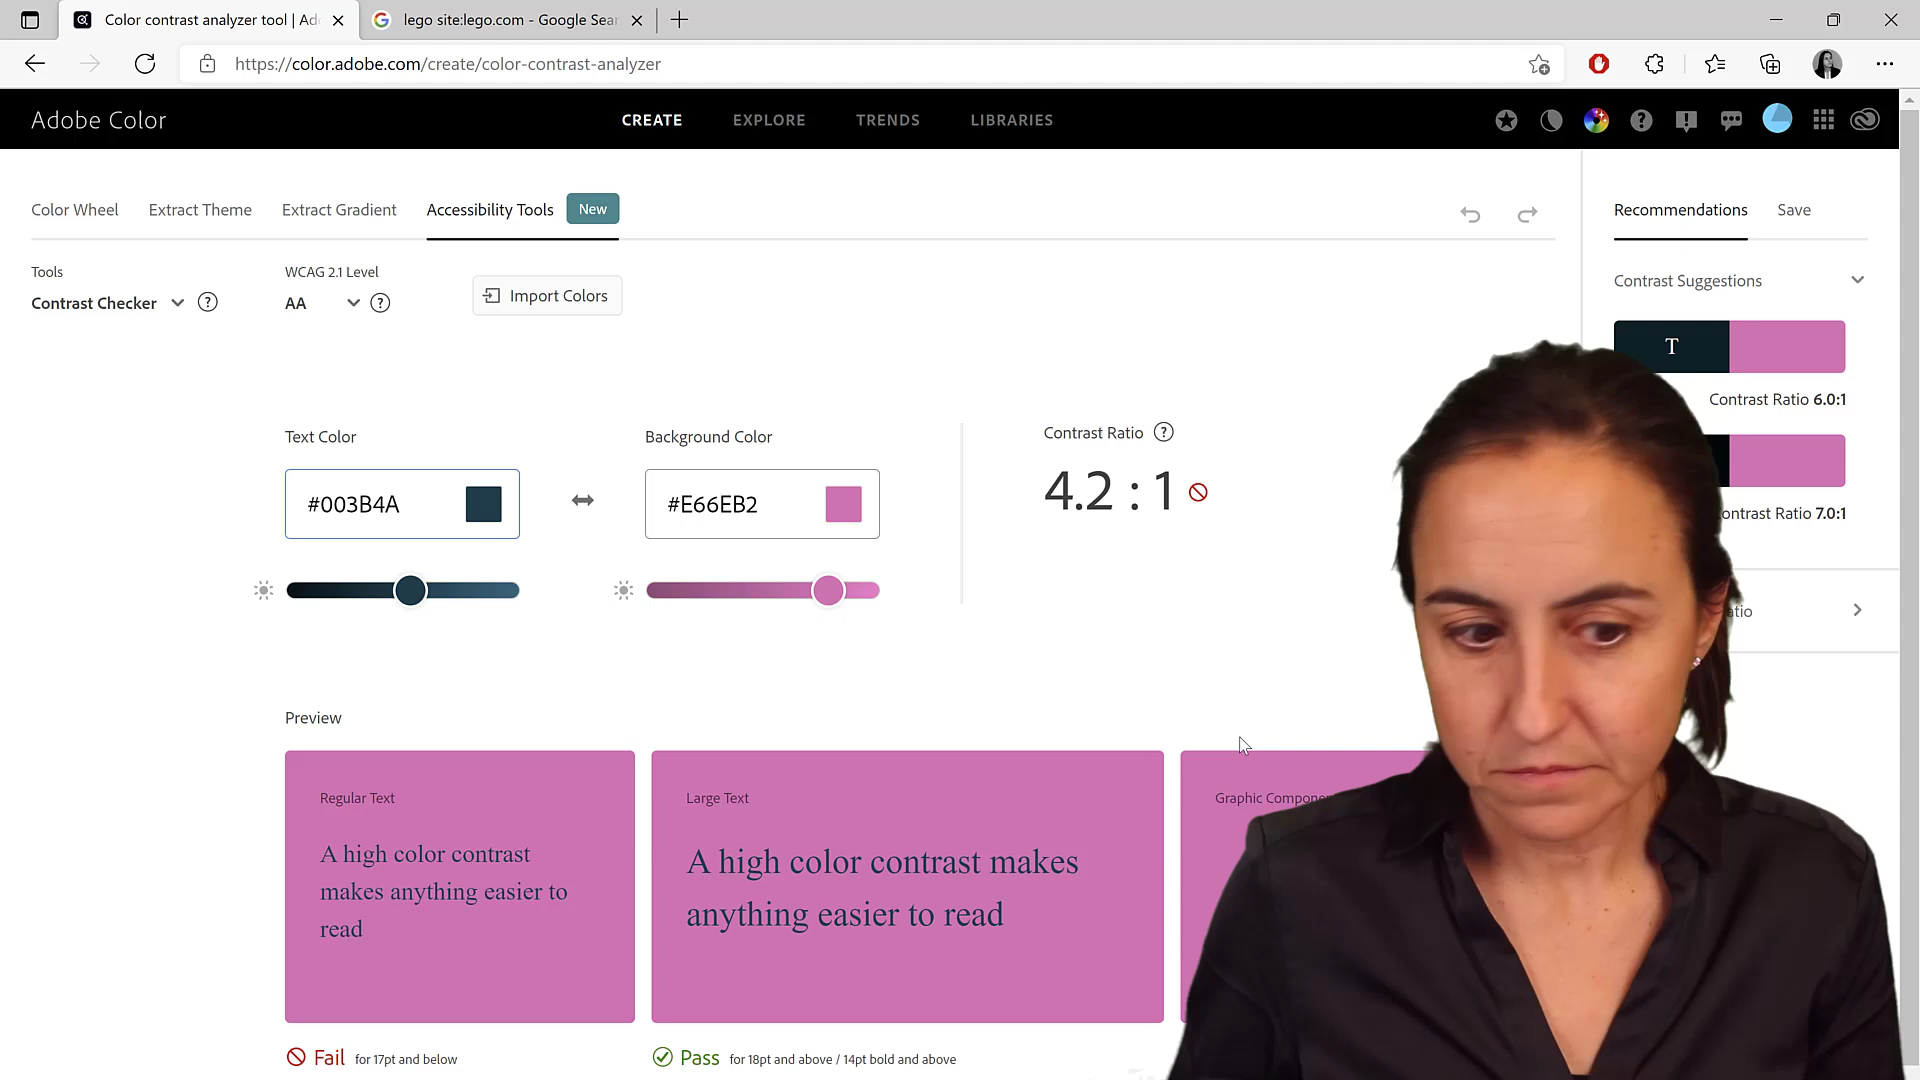 Color contrast analyzer tool | Ad
lego site:lego.com - Google Sear
https://color.adobe.com/create/color-contrast-analyzer
Adobe Color
CREATE
EXPLORE
TRENDS
LIBRARIES
Color Wheel
Extract Theme
Extract Gradient
Accessibility Tools
New
Recommendations
Save
Tools
WCAG 2.1 Level
Contrast Checker
AA
Import Colors
Contrast Suggestions
T
Contrast Ratio 6.0:1
Text Color
Background Color
Contrast Ratio
#003B4A
#E66EB2
4.2 : 1
ontrast Ratio 7.0:1
atio
Preview
Regular Text
A high color contrast
makes anything easier to
read
Large Text
A high color contrast makes
anything easier to read
Graphic Componen
Fail for 17pt and below
Pass for 18pt and above / 14pt bold and above